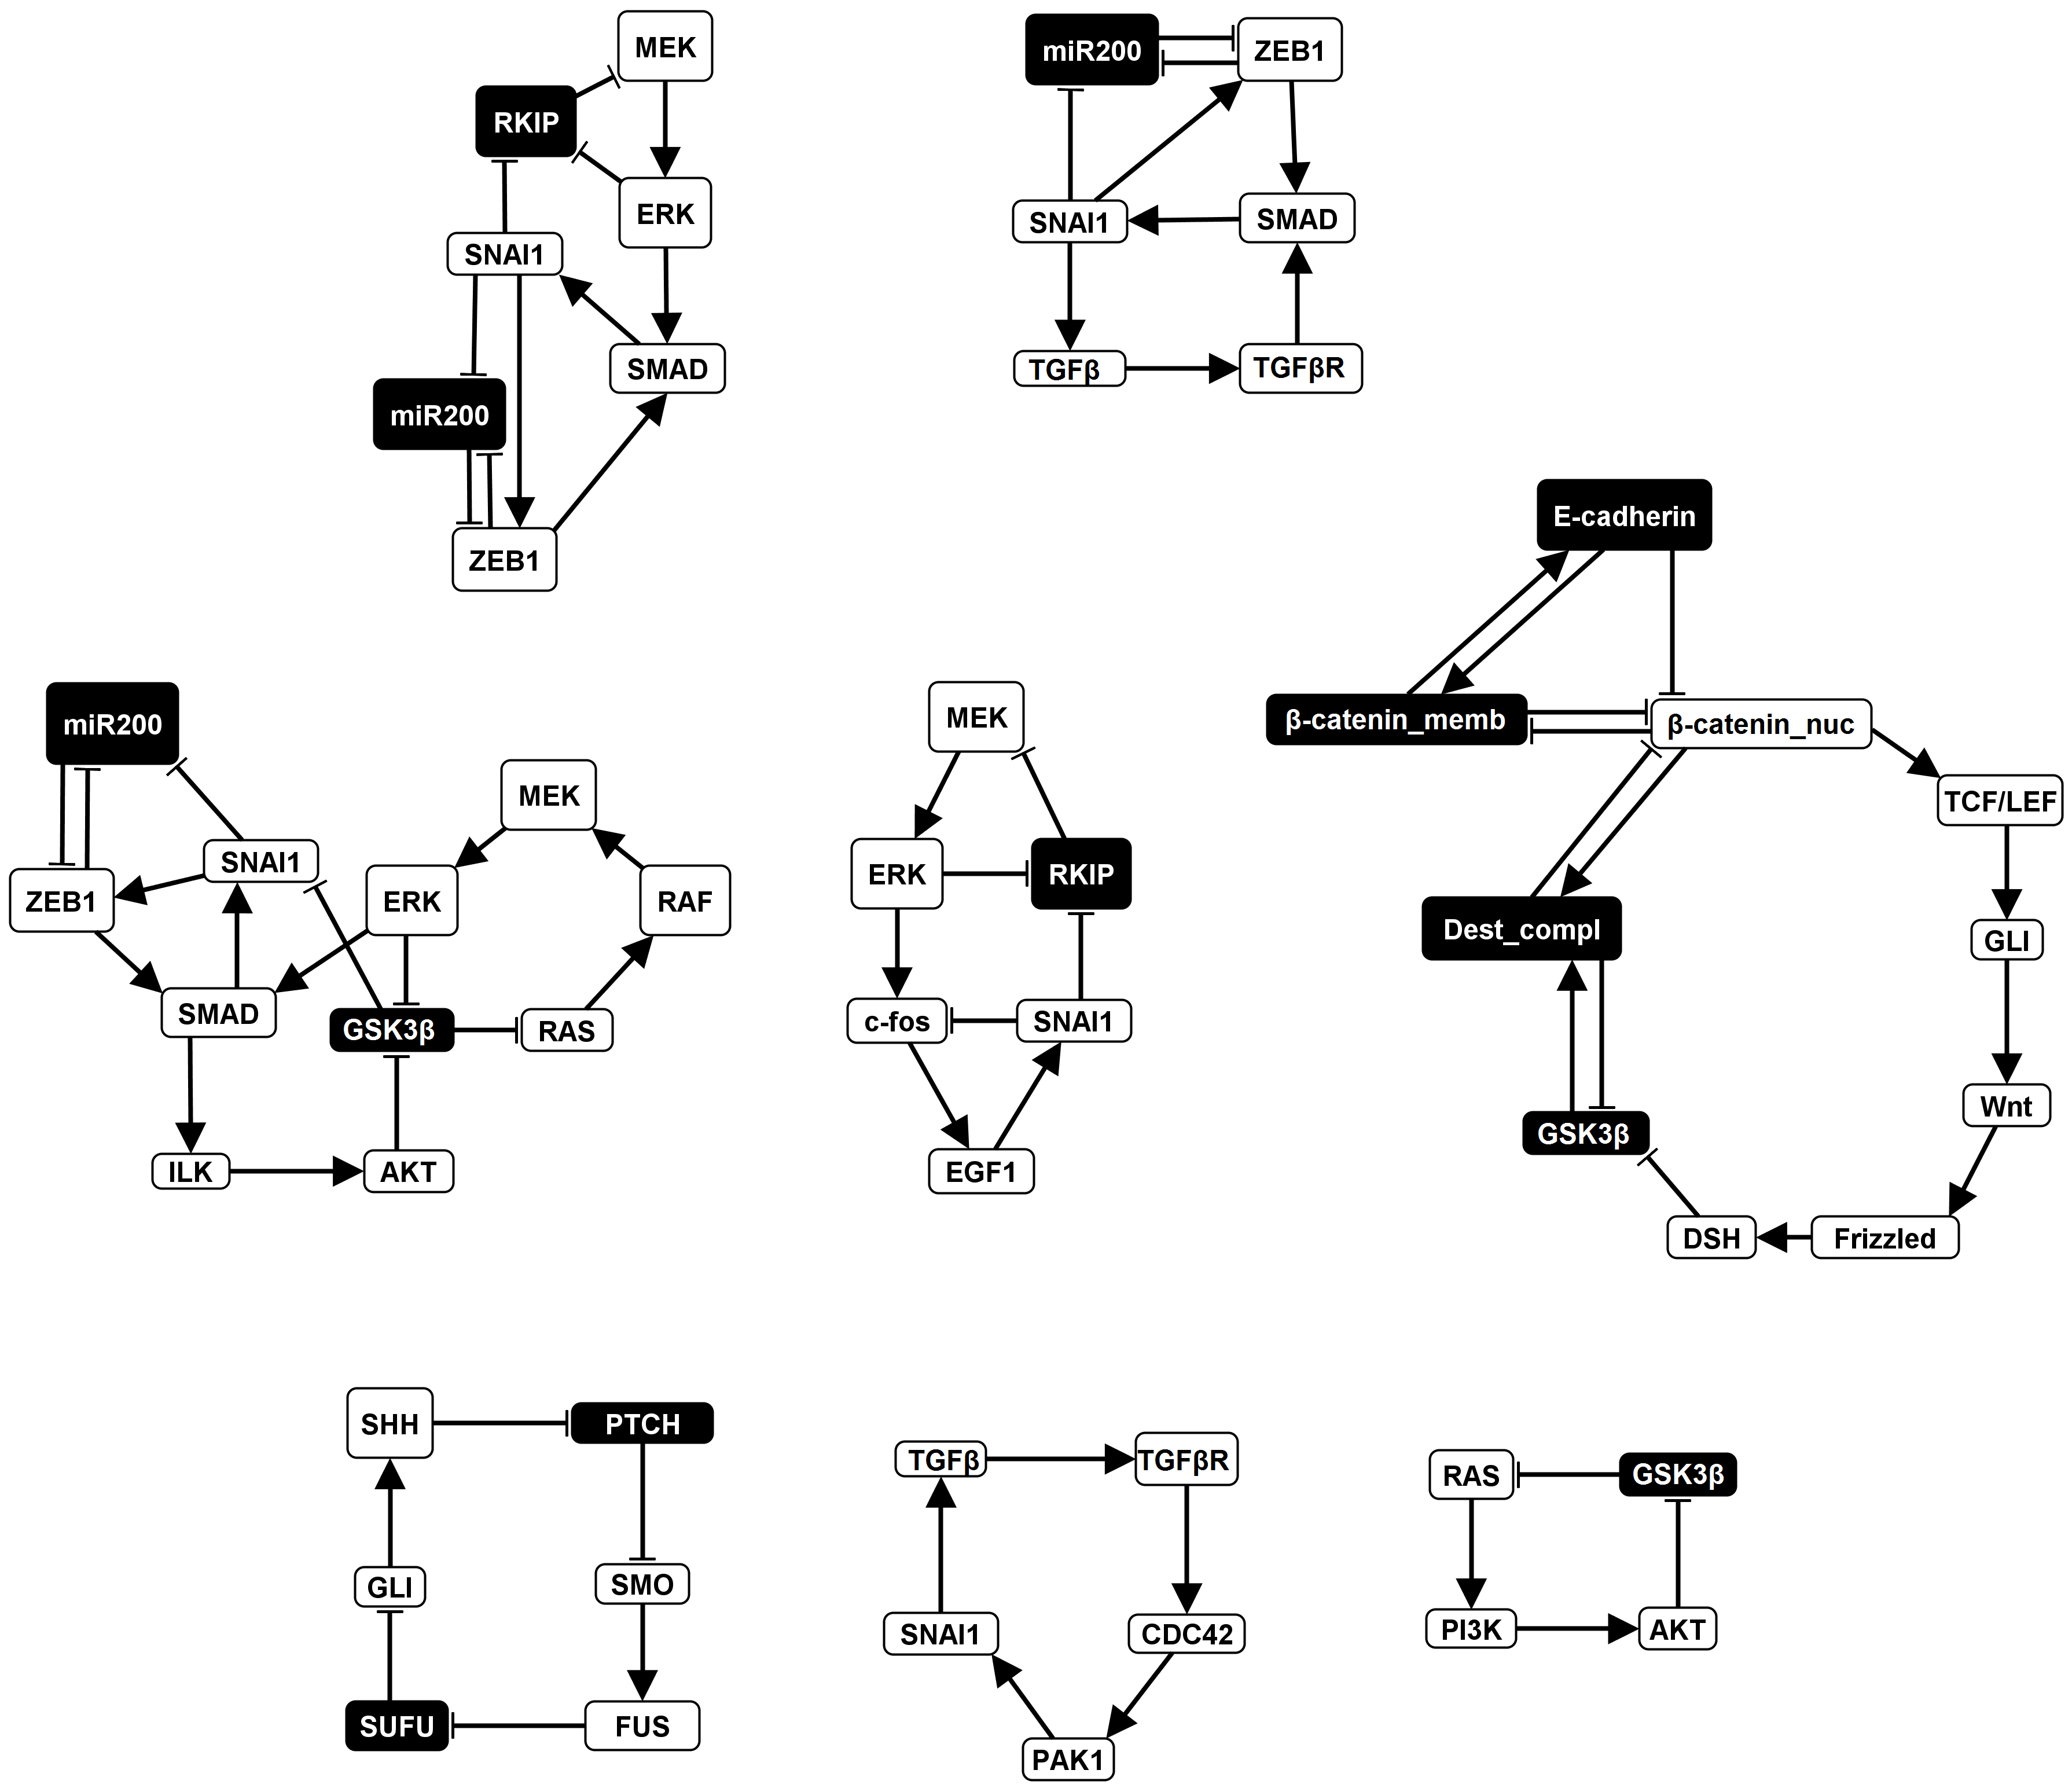 MEK
RKIP
ERK
SNAI1
SMAD
miR200
ZEB1
miR200
ZEB1
SNAI1
SMAD
TGFβ
TGFβR
E-cadherin
β-catenin_memb
β-catenin_nuc
TCF/LEF
Dest_compl
GLI
GSK3β
Wnt
DSH
Frizzled
miR200
MEK
SNAI1
ZEB1
ERK
RAF
SMAD
GSK3β
RAS
ILK
AKT
MEK
ERK
RKIP
c-fos
SNAI1
EGF1
SHH
PTCH
GLI
SMO
SUFU
FUS
TGFβ
TGFβR
SNAI1
CDC42
PAK1
RAS
GSK3β
PI3K
AKT